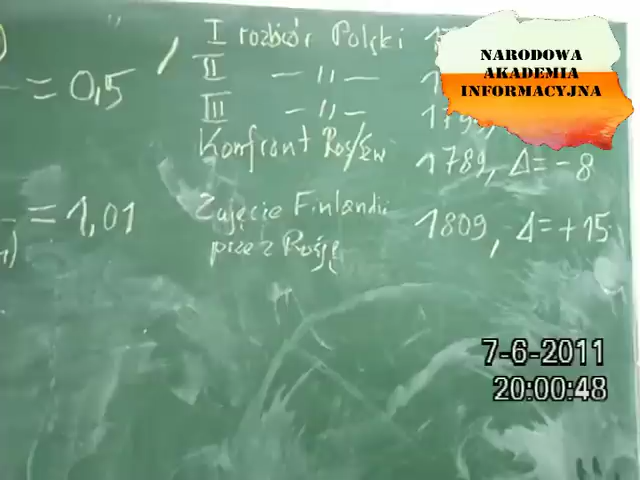 = 0,5
I rozbiór Polski
II — " —
III — " —
Konfront Ros/Szw 1789, Δ = -8
= 1,01
Zajęcie Finlandii 1809, Δ = +15
przez Rosję
NARODOWA
AKADEMIA
INFORMACYJNA
7-6-2011
20:00:48